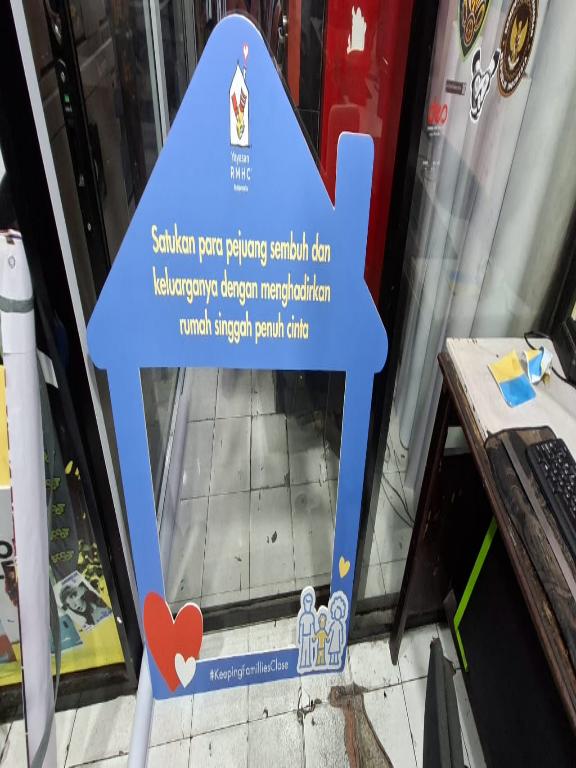 Yayasan
RMHC
Indonesia
Satukan para pejuang sembuh dan
keluarganya dengan menghadirkan
rumah singgah penuh cinta
#KeepingFamiliesClose